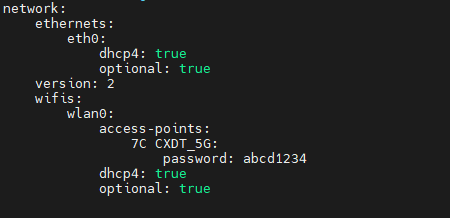 network:
    ethernets:
        eth0:
            dhcp4: true
            optional: true
    version: 2
    wifis:
        wlan0:
            access-points:
                7C CXDT_5G:
                    password: abcd1234
            dhcp4: true
            optional: true